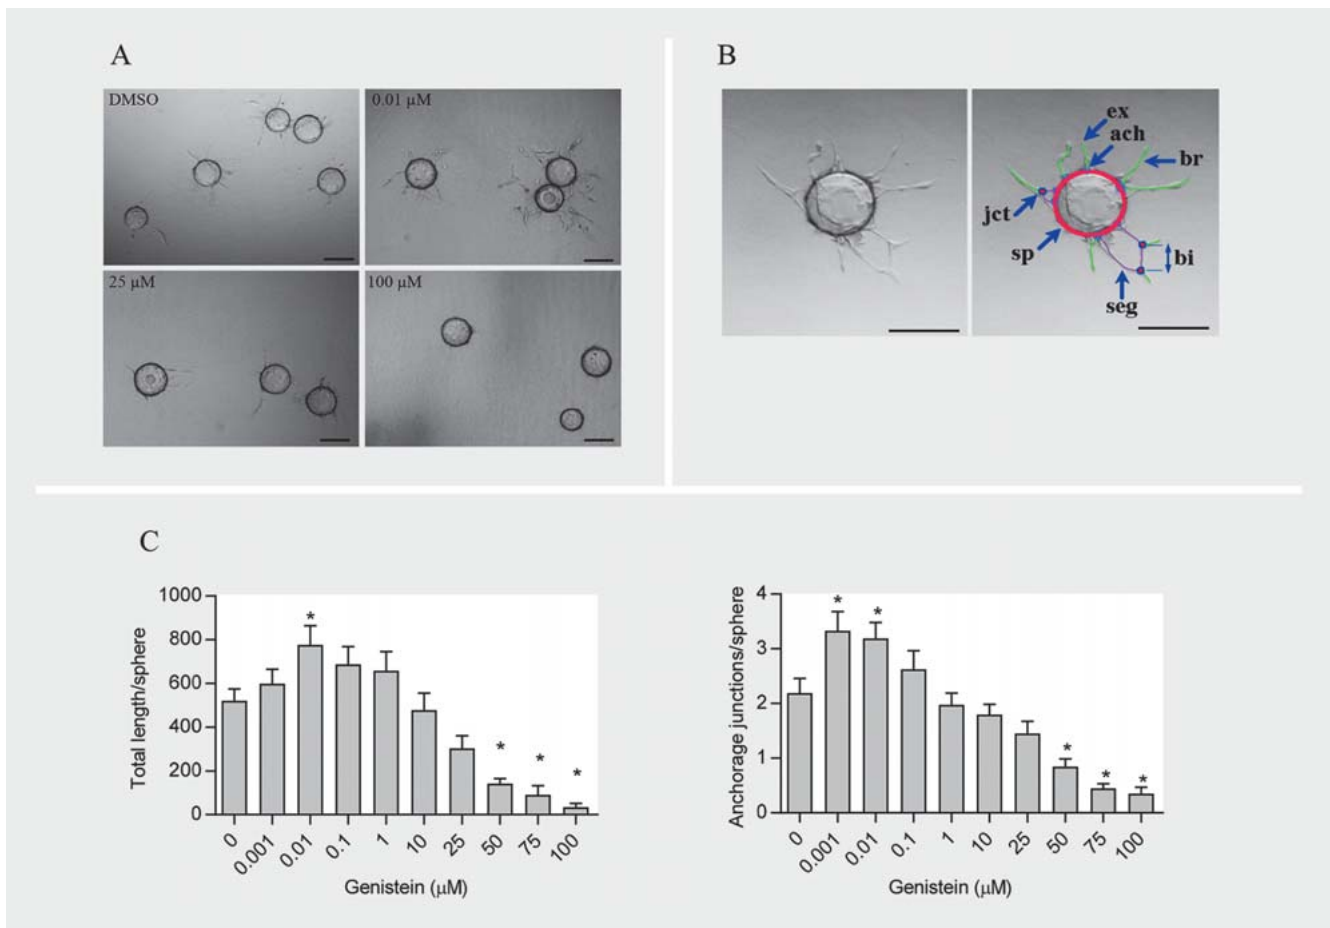 A
DMSO
0.01 µM
25 µM
100 µM
B
ex
ach
br
jct
sp
bi
seg
C
1000
800
600
400
200
0
Total length/sphere
*
*
*
*
0
0.001
0.01
0.1
1
10
25
50
75
100
Genistein (µM)
4
3
2
1
0
Anchorage junctions/sphere
*
*
*
*
*
0
0.001
0.01
0.1
1
10
25
50
75
100
Genistein (µM)